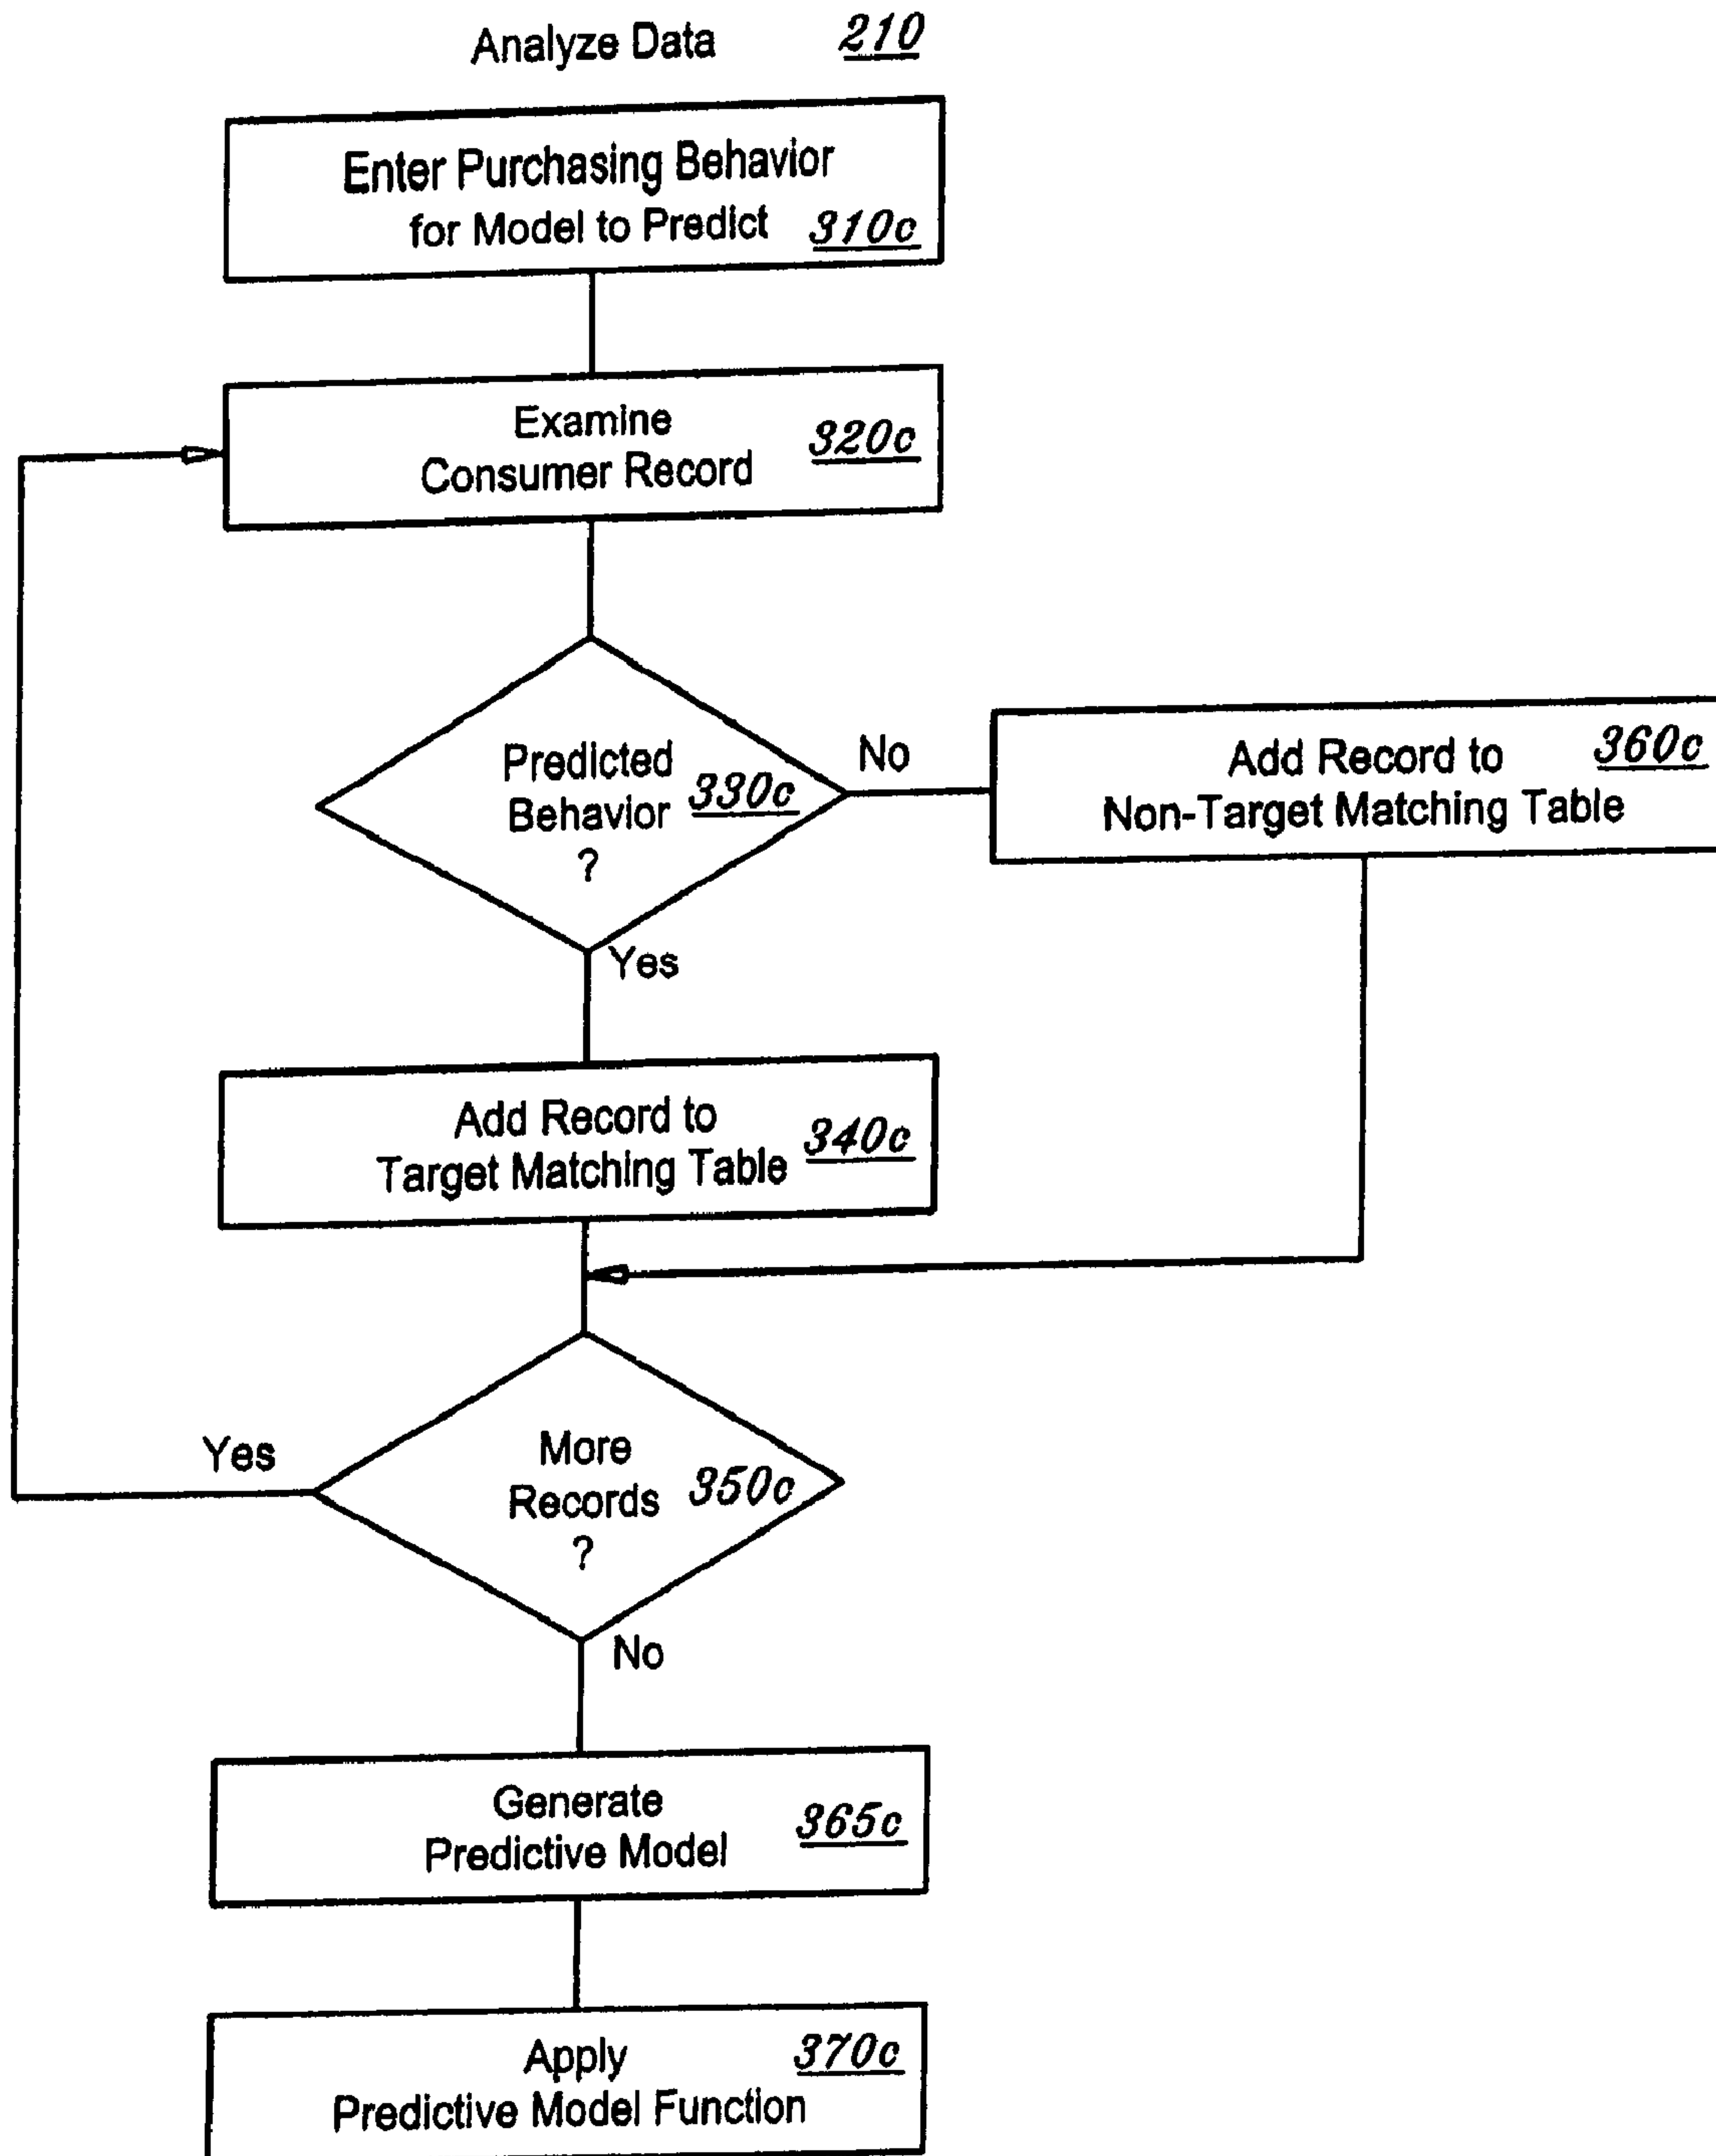 Analyze Data 210
Enter Purchasing Behavior
for Model to Predict 310c
Examine
Consumer Record 320c
Predicted
Behavior 330c
?
No
Add Record to 360c
Non-Target Matching Table
Yes
Add Record to
Target Matching Table 340c
Yes
More
Records 350c
?
No
Generate
Predictive Model 365c
Apply 370c
Predictive Model Function